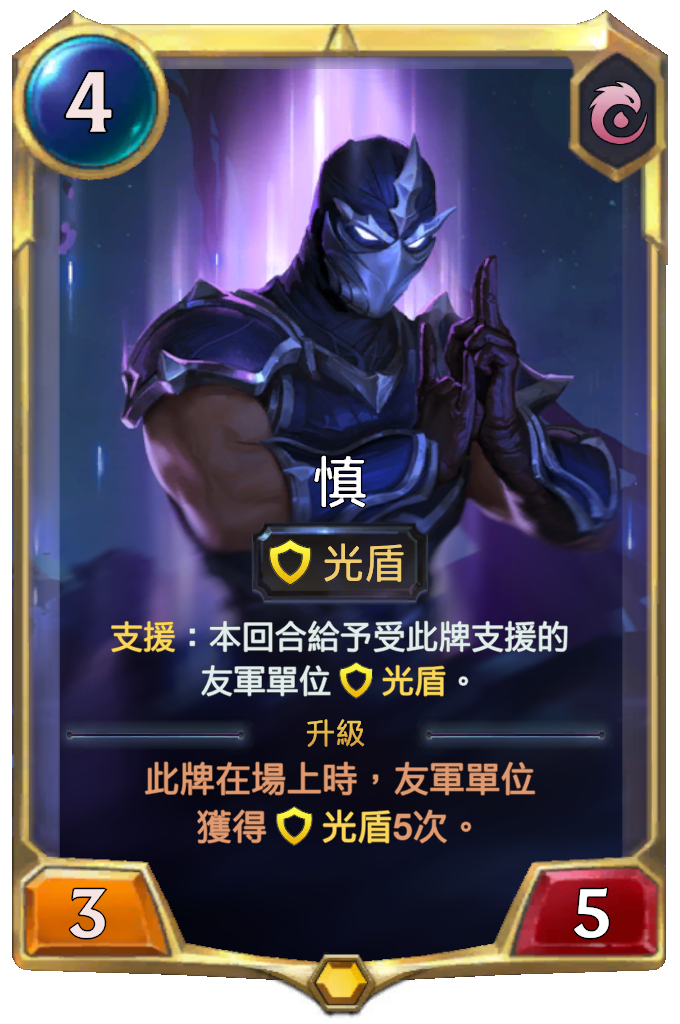 4
慎
光盾
支援：本回合給予受此牌支援的
友軍單位 光盾。
升級
此牌在場上時，友軍單位
獲得 光盾5次。
3
5